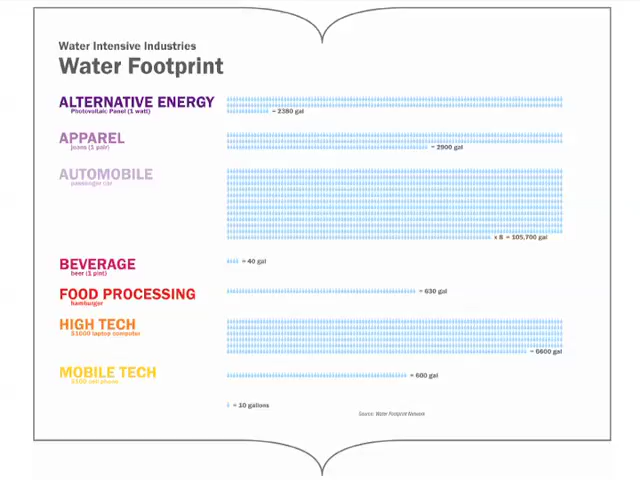 Water Intensive Industries
Water Footprint
ALTERNATIVE ENERGY
Photovoltaic Panel (1 watt)
= 2380 gal
APPAREL
jeans (1 pair)
= 2900 gal
AUTOMOBILE
passenger car
x 8 = 105,700 gal
BEVERAGE
beer (1 pint)
= 40 gal
FOOD PROCESSING
hamburger
= 630 gal
HIGH TECH
$1000 laptop computer
= 6600 gal
MOBILE TECH
$100 cell phone
= 600 gal
= 10 gallons
Source: Water Footprint Network